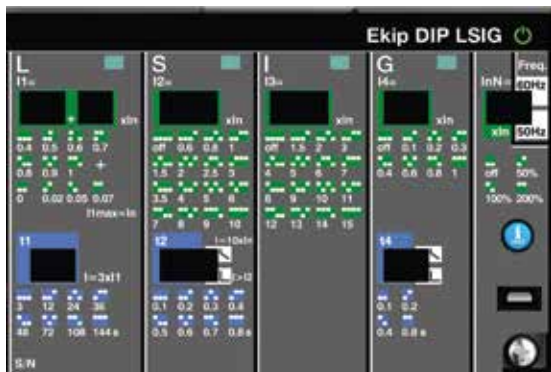 Ekip DIP LSIG
L
I1=
xIn
0.4 0.5 0.6 0.7
0.8 0.9 1 +
0 0.02 0.05 0.07
I1max=In
t1
I=3xI1
3 12 24 36
48 72 108 144s
S/N
S
I2=
xIn
off 0.6 0.8 1
1.5 2 2.5 3
3.5 4 5 6
7 8 9 10
t2
I=10xIn
I>I2
0.1 0.2 0.3 0.4
0.5 0.6 0.7 0.8s
I
I3=
xIn
off 1.5 2 3
4 5 6 7
8 9 10 11
12 13 14 15
G
I4=
xIn
off 0.1 0.2 0.3
0.4 0.6 0.8 1
t4
0.1 0.2
0.4 0.8s
Freq.
InN=
60Hz
xIn
50Hz
off 50%
100% 200%